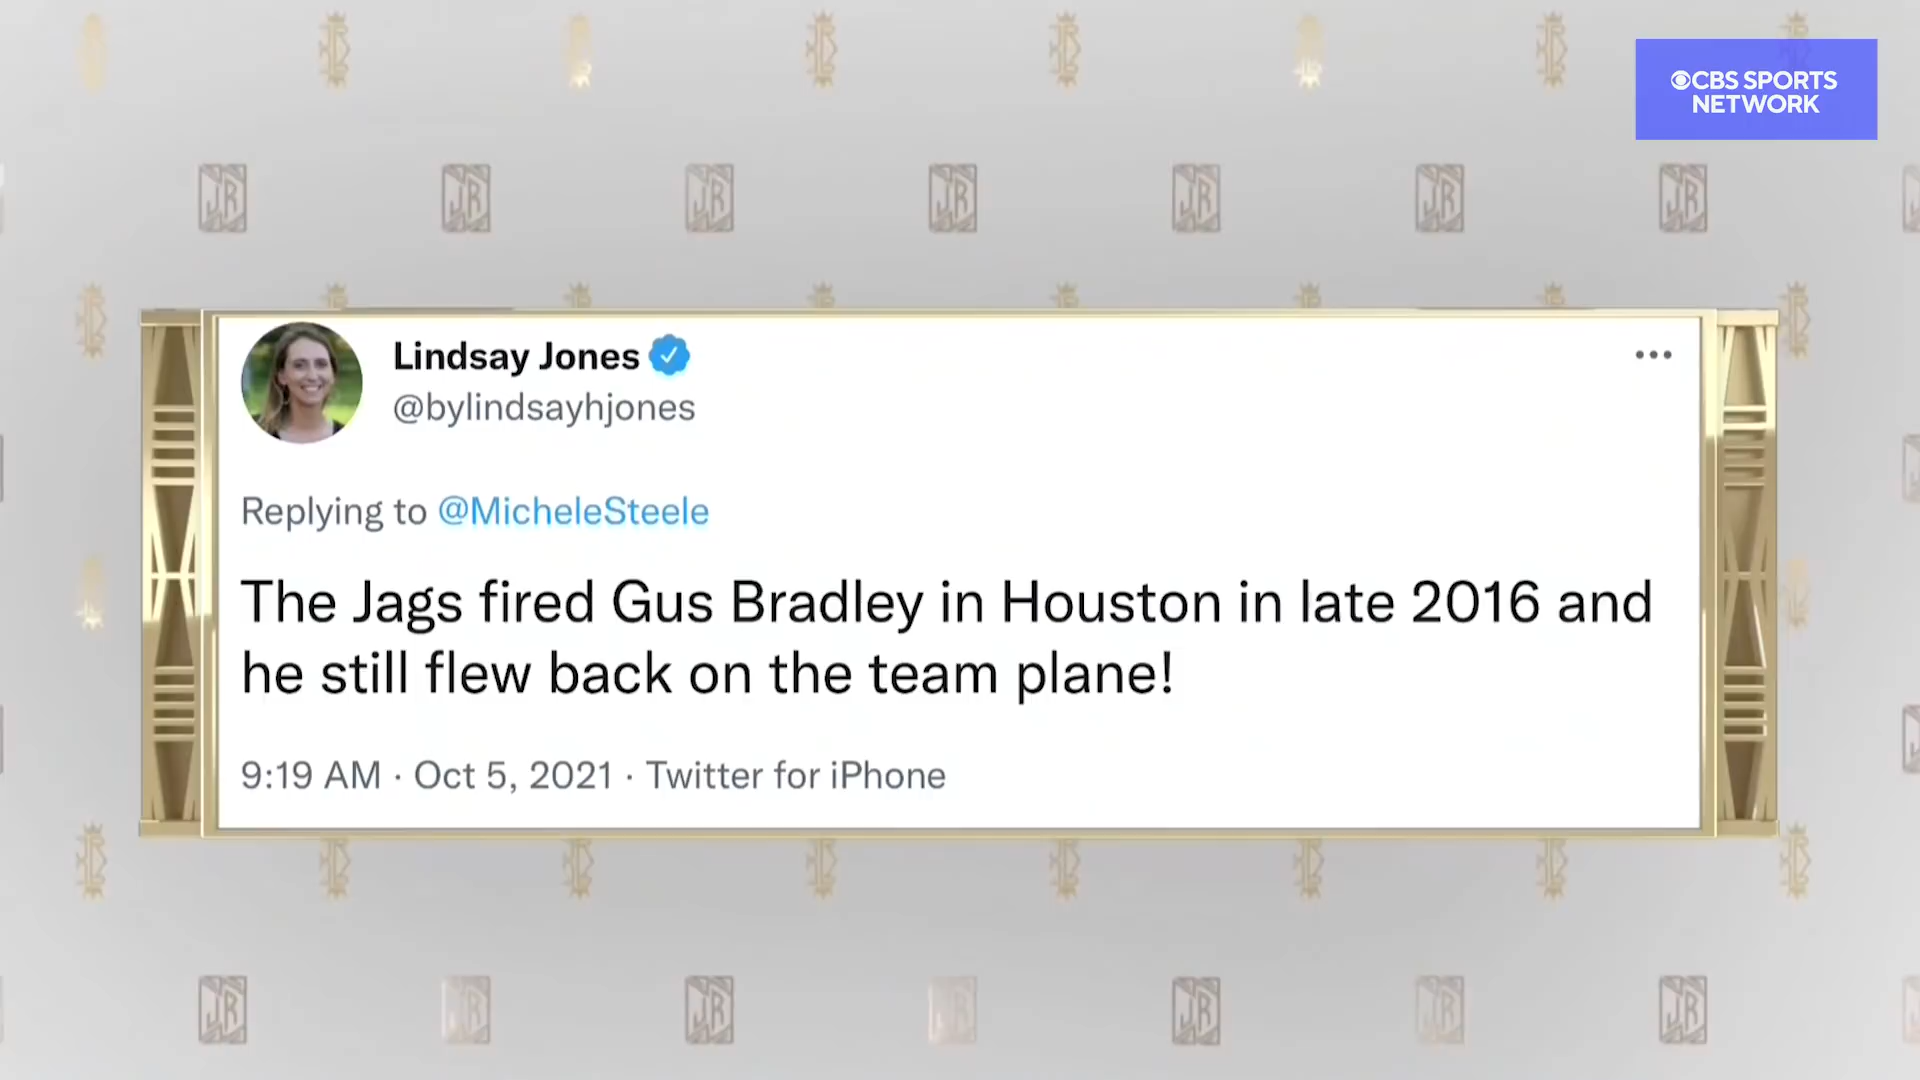 CBS SPORTS
NETWORK
Lindsay Jones
@bylindsayhjones
Replying to @MicheleSteele
The Jags fired Gus Bradley in Houston in late 2016 and
he still flew back on the team plane!
9:19 AM · Oct 5, 2021 · Twitter for iPhone